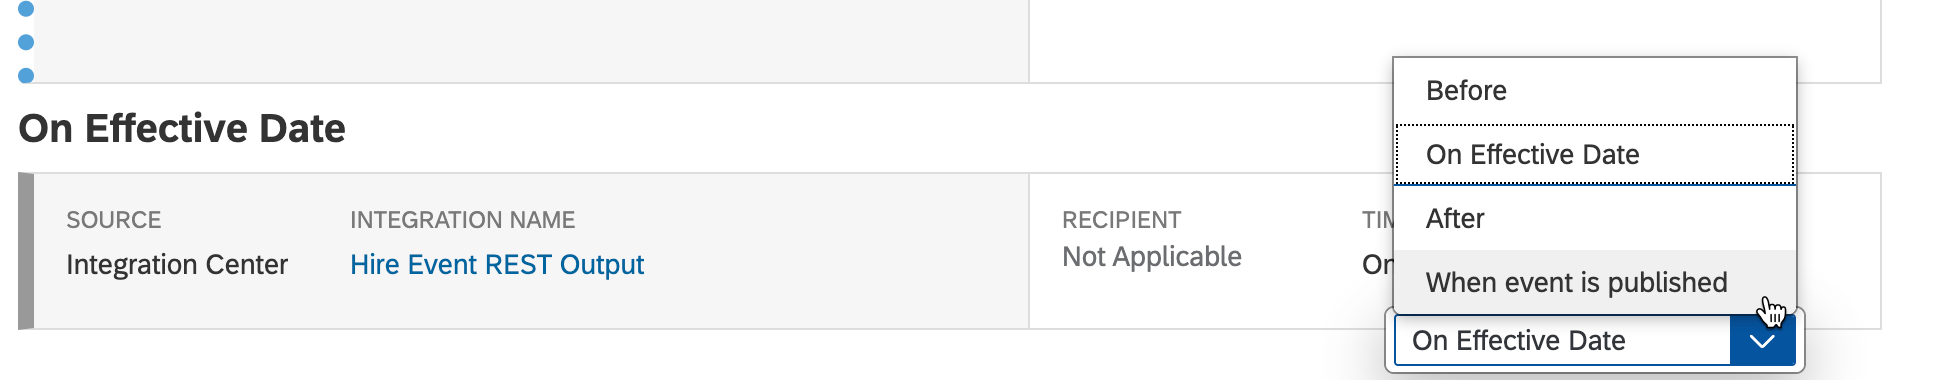 On Effective Date
SOURCE
Integration Center
INTEGRATION NAME
Hire Event REST Output
RECIPIENT
Not Applicable
Before
On Effective Date
After
When event is published
On Effective Date